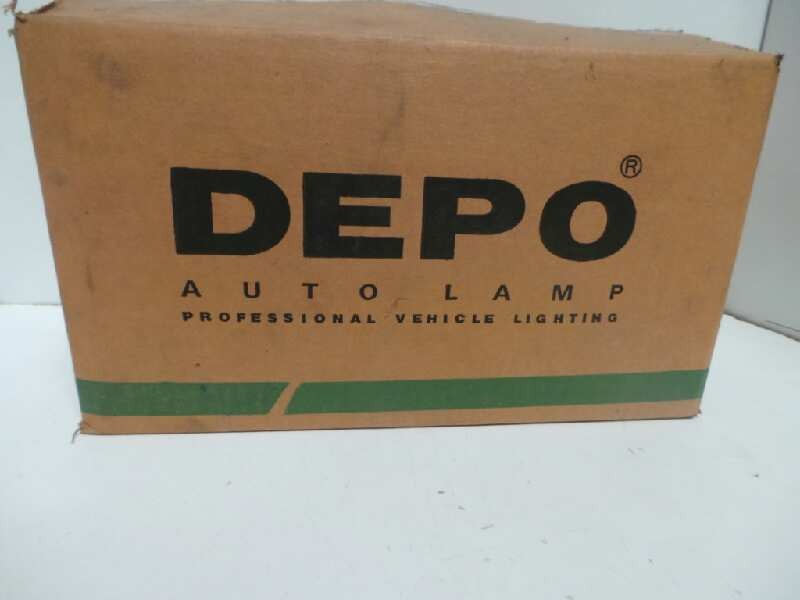 DEPO®
AUTO LAMP
PROFESSIONAL VEHICLE LIGHTING